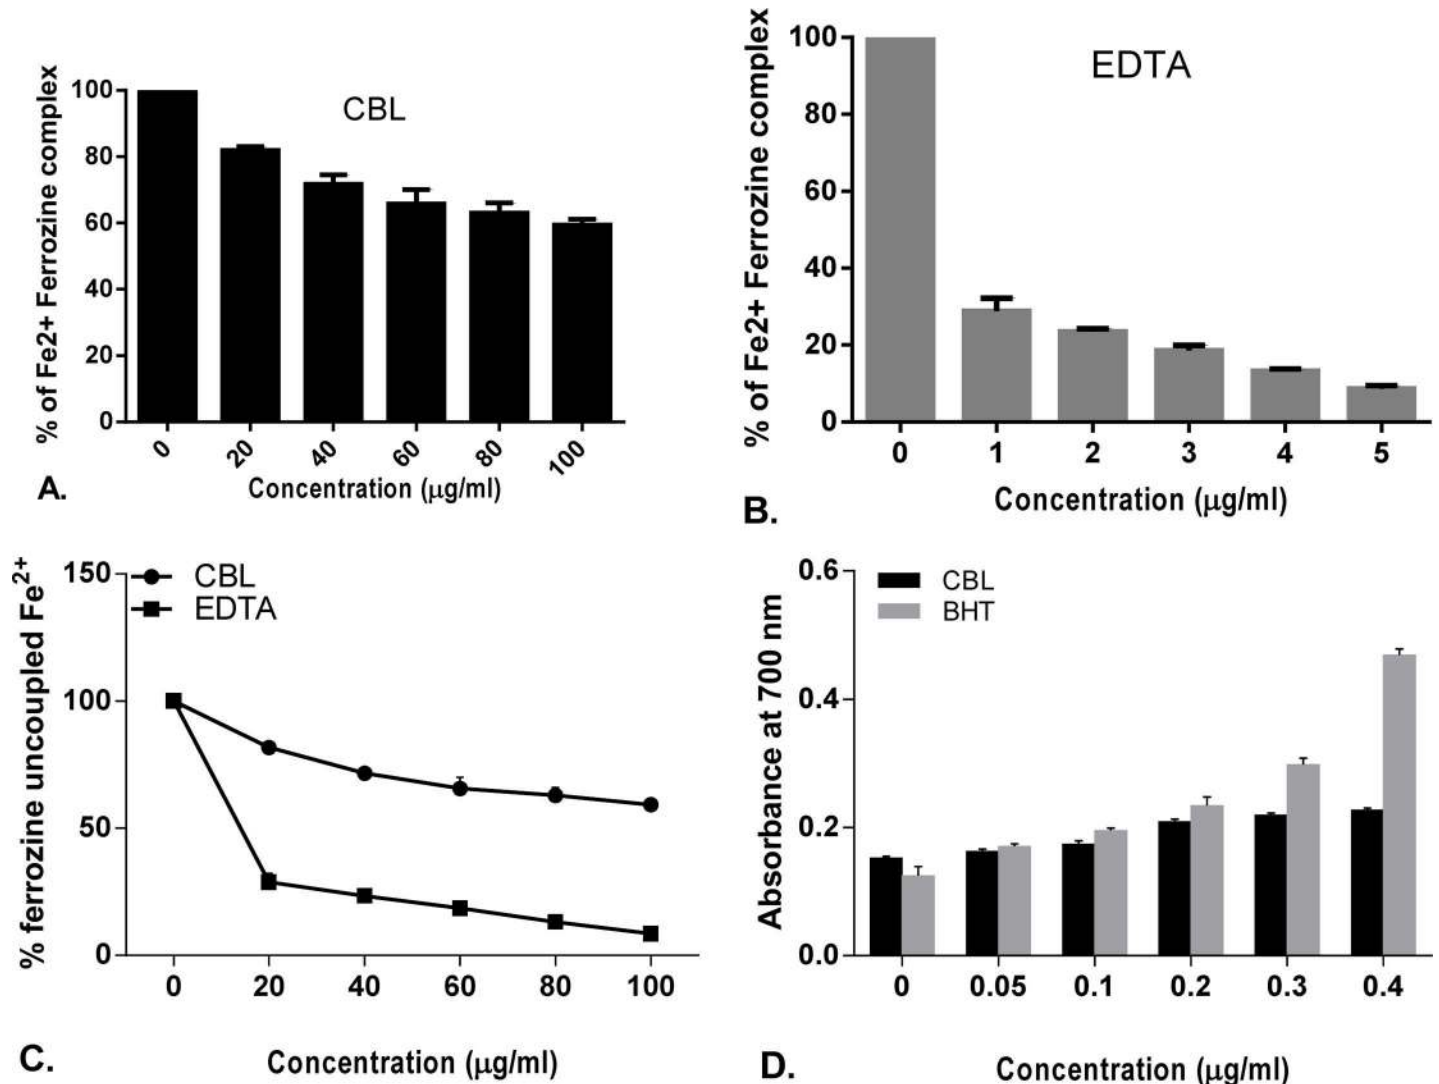 % of Fe2+ Ferrozine complex
100
80
60
40
20
0
CBL
0 20 40 60 80 100
Concentration (µg/ml)
A.
% of Fe2+ Ferrozine complex
100
80
60
40
20
0
EDTA
0 1 2 3 4 5
Concentration (µg/ml)
B.
% ferrozine uncoupled Fe²⁺
150
100
50
0
CBL
EDTA
0 20 40 60 80 100
Concentration (µg/ml)
C.
Absorbance at 700 nm
0.6
0.4
0.2
0.0
CBL
BHT
0 0.05 0.1 0.2 0.3 0.4
Concentration (µg/ml)
D.